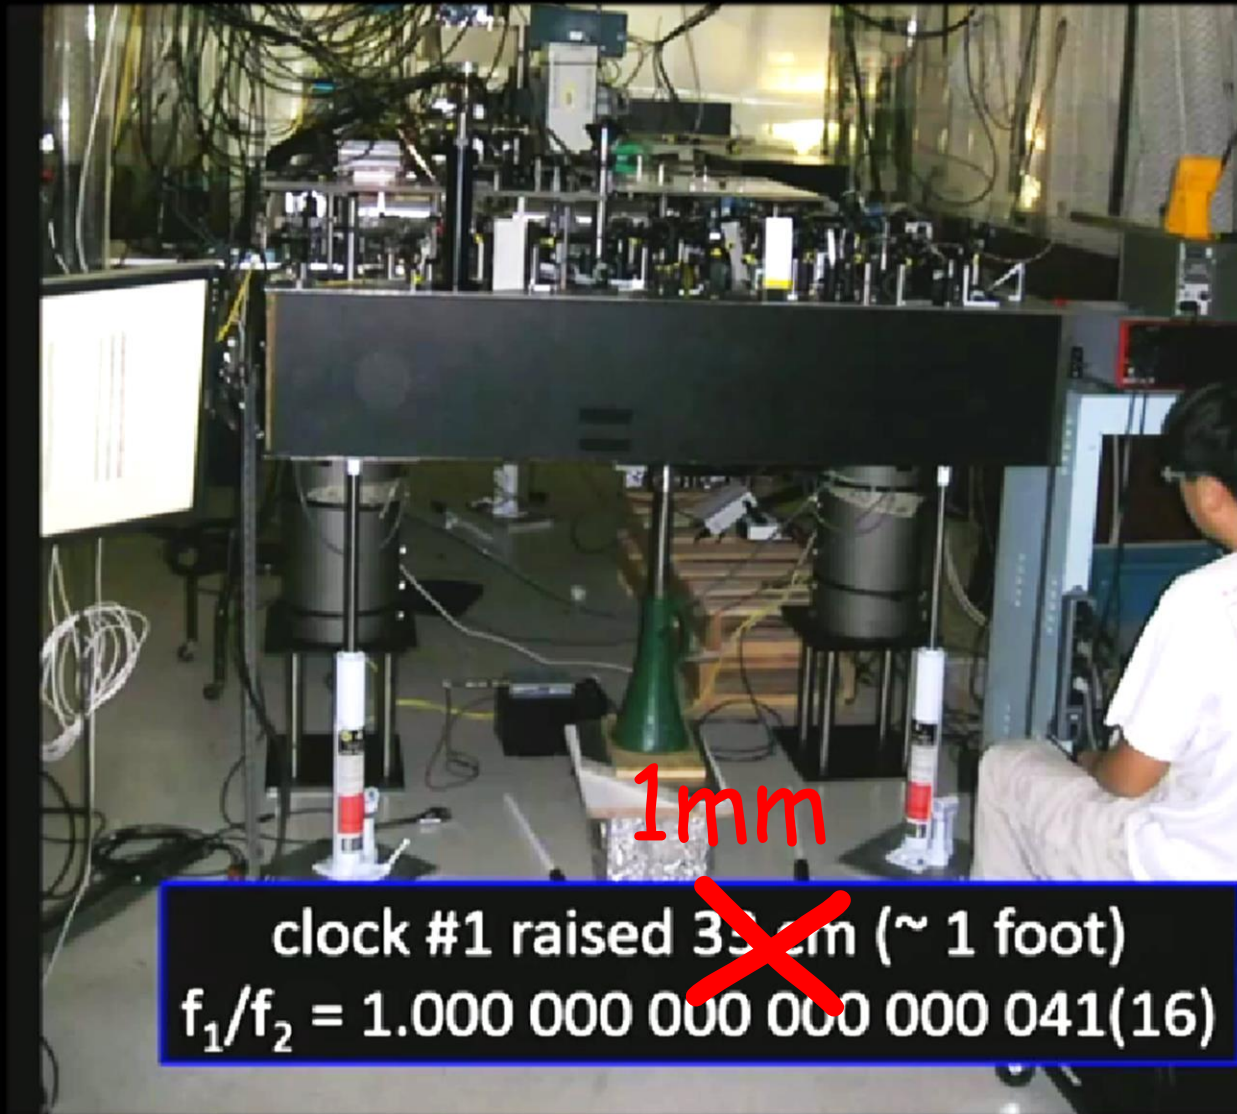 1mm
clock #1 raised 33 cm (~ 1 foot)
f₁/f₂ = 1.000 000 000 000 000 041(16)